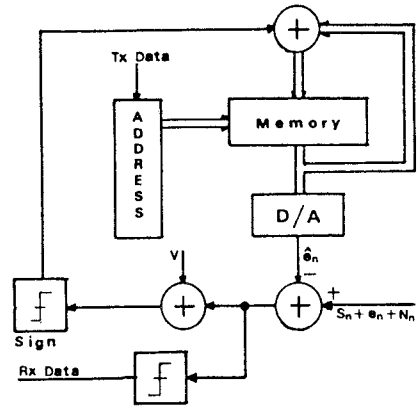 +
Tx Data
ADDRESS
Memory
D/A
V
ê_n
−
+
+
+
S_n + e_n + N_n
Sign
Rx Data